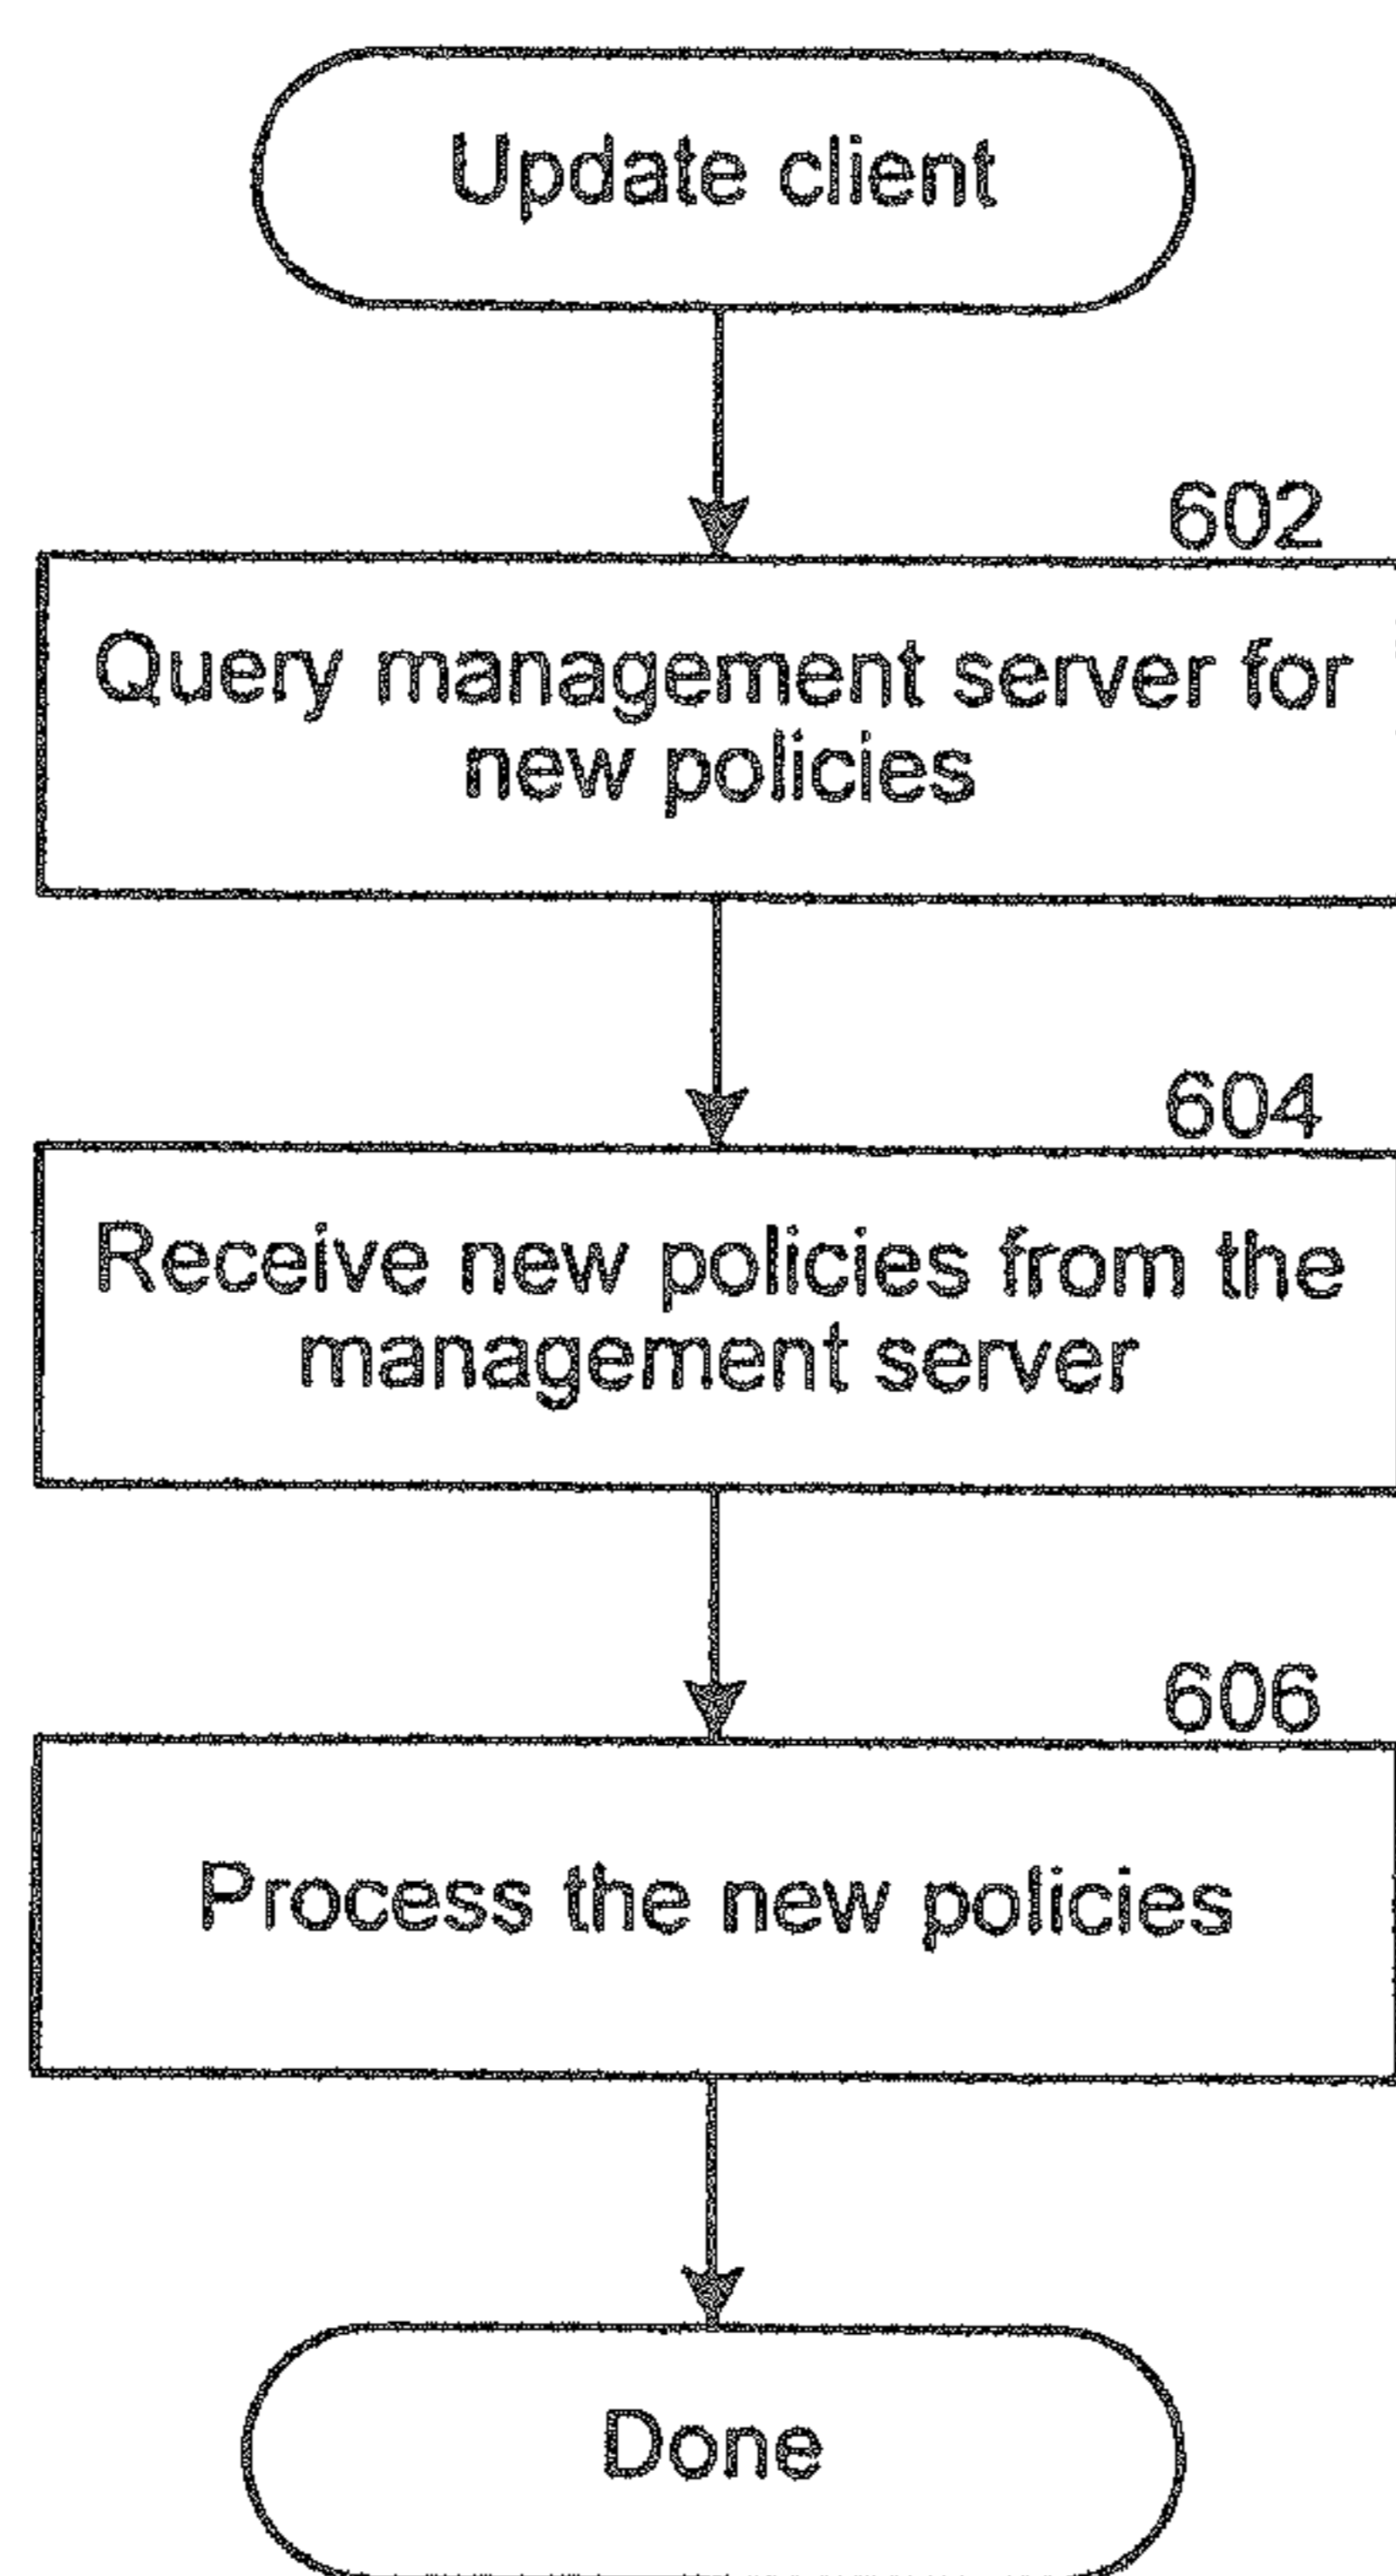 Update client
602
Query management server for
new policies
604
Receive new policies from the
management server
606
Process the new policies
Done